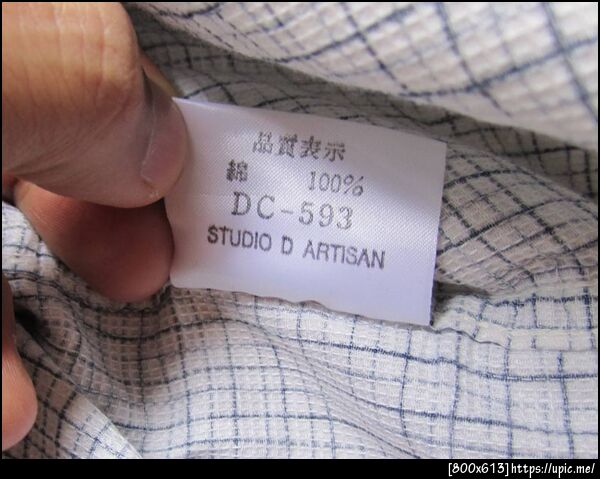 品質表示
綿 100%
DC-593
STUDIO D ARTISAN
[800x613]https://upic.me/